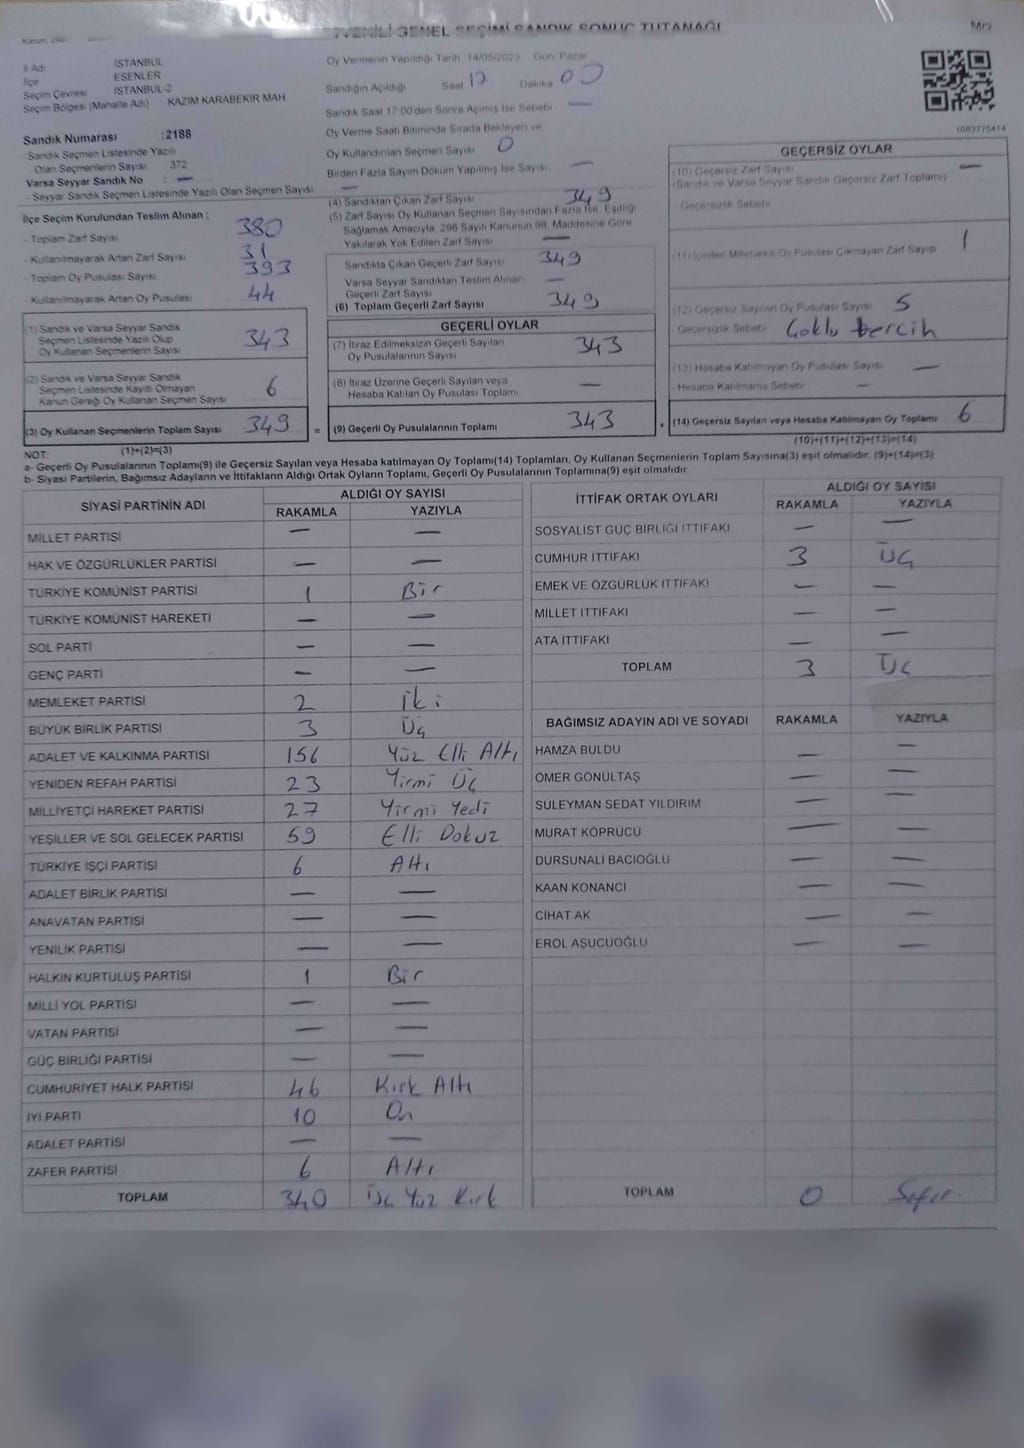 GENEL SEÇİMİ SANDIK SONUÇ TUTANAĞI
İl Adı İSTANBUL
İlçe ESENLER
Seçim Çevresi İSTANBUL-2
Seçim Bölgesi (Mahalle Adı) KAZIM KARABEKİR MAH
Sandık Numarası :2188
- Sandık Seçmen Listesinde Yazılı
Olan Seçmenlerin Sayısı 372
Varsa Seyyar Sandık No : —
- Seyyar Sandık Seçmen Listesinde Yazılı Olan Seçmen Sayısı —
İlçe Seçim Kurulundan Teslim Alınan :
- Toplam Zarf Sayısı 380
- Kullanılmayarak Artan Zarf Sayısı 31
- Toplam Oy Pusulası Sayısı 393
- Kullanılmayarak Artan Oy Pusulası 44
(1) Sandık ve Varsa Seyyar Sandık
Seçmen Listesinde Yazılı Olup
Oy Kullanan Seçmenlerin Sayısı 343
(2) Sandık ve Varsa Seyyar Sandık
Seçmen Listesinde Kayıtlı Olmayan
Kanun Gereği Oy Kullanan Seçmen Sayısı 6
(3) Oy Kullanan Seçmenlerin Toplam Sayısı 349
(1)+(2)=(3)
Oy Vermenin Yapıldığı Tarih 14/05/2023 Gün: Pazar
Sandığın Açıldığı Saat 17 Dakika 00
Sandık Saat 17:00'den Sonra Açılmış İse Sebebi —
Oy Verme Saati Bitiminde Sırada Bekleyen ve
Oy Kullandırılan Seçmen Sayısı 0
Birden Fazla Sayım Döküm Yapılmış İse Sayısı —
(4) Sandıktan Çıkan Zarf Sayısı 349
(5) Zarf Sayısı Oy Kullanan Seçmen Sayısından Fazla İse, Eşitliği
Sağlamak Amacıyla, 298 Sayılı Kanunun 98. Maddesine Göre
Yakılarak Yok Edilen Zarf Sayısı —
Sandıkta Çıkan Geçerli Zarf Sayısı 349
Varsa Seyyar Sandıktan Teslim Alınan
Geçerli Zarf Sayısı —
(6) Toplam Geçerli Zarf Sayısı 349
GEÇERLİ OYLAR
(7) İtiraz Edilmeksizin Geçerli Sayılan
Oy Pusulalarının Sayısı 343
(8) İtiraz Üzerine Geçerli Sayılan veya
Hesaba Katılan Oy Pusulası Toplamı —
= (9) Geçerli Oy Pusulalarının Toplamı 343
1083775414
GEÇERSİZ OYLAR
(10) Geçersiz Zarf Sayısı —
(Sandık ve Varsa Seyyar Sandık Geçersiz Zarf Toplamı)
- Geçersizlik Sebebi
(11) İçinden Milletvekili Oy Pusulası Çıkmayan Zarf Sayısı 1
(12) Geçersiz Sayılan Oy Pusulası Sayısı 5
- Geçersizlik Sebebi Çoklu tercih
(13) Hesaba Katılmayan Oy Pusulası Sayısı —
- Hesaba Katılmama Sebebi —
+ (14) Geçersiz Sayılan veya Hesaba Katılmayan Oy Toplamı 6
(10)+(11)+(12)+(13)=(14)
NOT:
a- Geçerli Oy Pusulalarının Toplamı(9) ile Geçersiz Sayılan veya Hesaba katılmayan Oy Toplamı(14) Toplamları, Oy Kullanan Seçmenlerin Toplam Sayısına(3) eşit olmalıdır. (9)+(14)=(3)
b- Siyasi Partilerin, Bağımsız Adayların ve İttifakların Aldığı Ortak Oyların Toplamı, Geçerli Oy Pusulalarının Toplamına(9) eşit olmalıdır
SİYASİ PARTİNİN ADI ALDIĞI OY SAYISI
RAKAMLA YAZIYLA
MİLLET PARTİSİ — —
HAK VE ÖZGÜRLÜKLER PARTİSİ — —
TÜRKİYE KOMÜNİST PARTİSİ 1 Bir
TÜRKİYE KOMÜNİST HAREKETİ — —
SOL PARTİ — —
GENÇ PARTİ — —
MEMLEKET PARTİSİ 2 İki
BÜYÜK BİRLİK PARTİSİ 3 Üç
ADALET VE KALKINMA PARTİSİ 156 Yüz Elli Altı
YENİDEN REFAH PARTİSİ 23 Yirmi Üç
MİLLİYETÇİ HAREKET PARTİSİ 27 Yirmi Yedi
YEŞİLLER VE SOL GELECEK PARTİSİ 59 Elli Dokuz
TÜRKİYE İŞÇİ PARTİSİ 6 Altı
ADALET BİRLİK PARTİSİ — —
ANAVATAN PARTİSİ — —
YENİLİK PARTİSİ — —
HALKIN KURTULUŞ PARTİSİ 1 Bir
MİLLİ YOL PARTİSİ — —
VATAN PARTİSİ — —
GÜÇ BİRLİĞİ PARTİSİ — —
CUMHURİYET HALK PARTİSİ 46 Kırk Altı
İYİ PARTİ 10 On
ADALET PARTİSİ — —
ZAFER PARTİSİ 6 Altı
TOPLAM 340 Üç Yüz Kırk
İTTİFAK ORTAK OYLARI ALDIĞI OY SAYISI
RAKAMLA YAZIYLA
SOSYALİST GÜÇ BİRLİĞİ İTTİFAKI — —
CUMHUR İTTİFAKI 3 Üç
EMEK VE ÖZGÜRLÜK İTTİFAKI — —
MİLLET İTTİFAKI — —
ATA İTTİFAKI — —
TOPLAM 3 Üç
BAĞIMSIZ ADAYIN ADI VE SOYADI RAKAMLA YAZIYLA
HAMZA BULDU — —
ÖMER GÖNÜLTAŞ — —
SÜLEYMAN SEDAT YILDIRIM — —
MURAT KÖPRÜCÜ — —
DURSUNALİ BACIOĞLU — —
KAAN KONANCİ — —
CİHAT AK — —
EROL AŞUCUOĞLU — —
TOPLAM 0 Sıfır